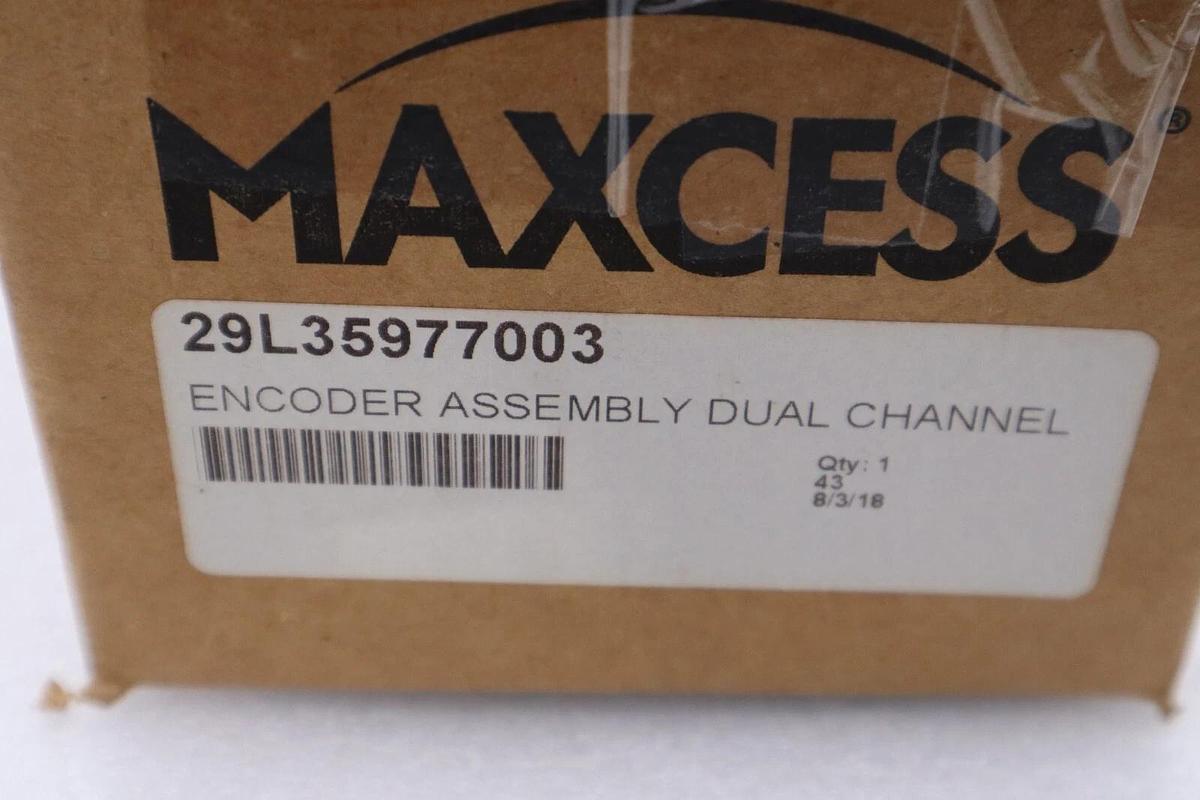 MAXCESS®
29L35977003
ENCODER ASSEMBLY DUAL CHANNEL
Qty: 1
43
8/3/18